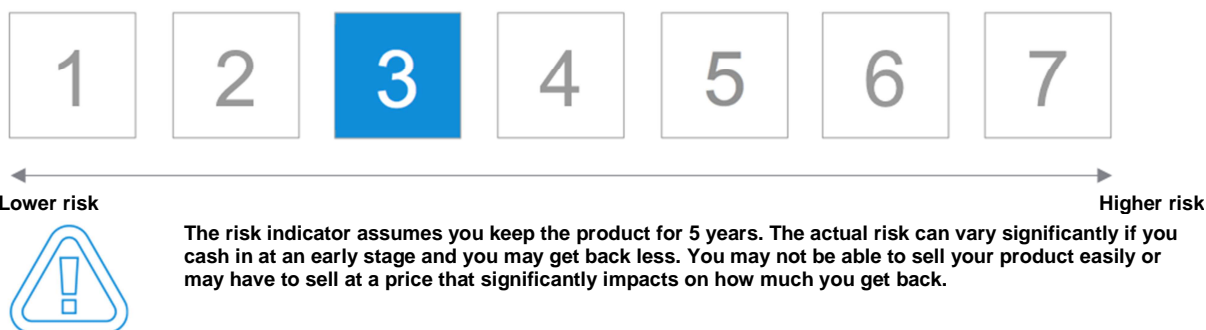 1 2 3 4 5 6 7
Lower risk Higher risk
The risk indicator assumes you keep the product for 5 years. The actual risk can vary significantly if you
cash in at an early stage and you may get back less. You may not be able to sell your product easily or
may have to sell at a price that significantly impacts on how much you get back.